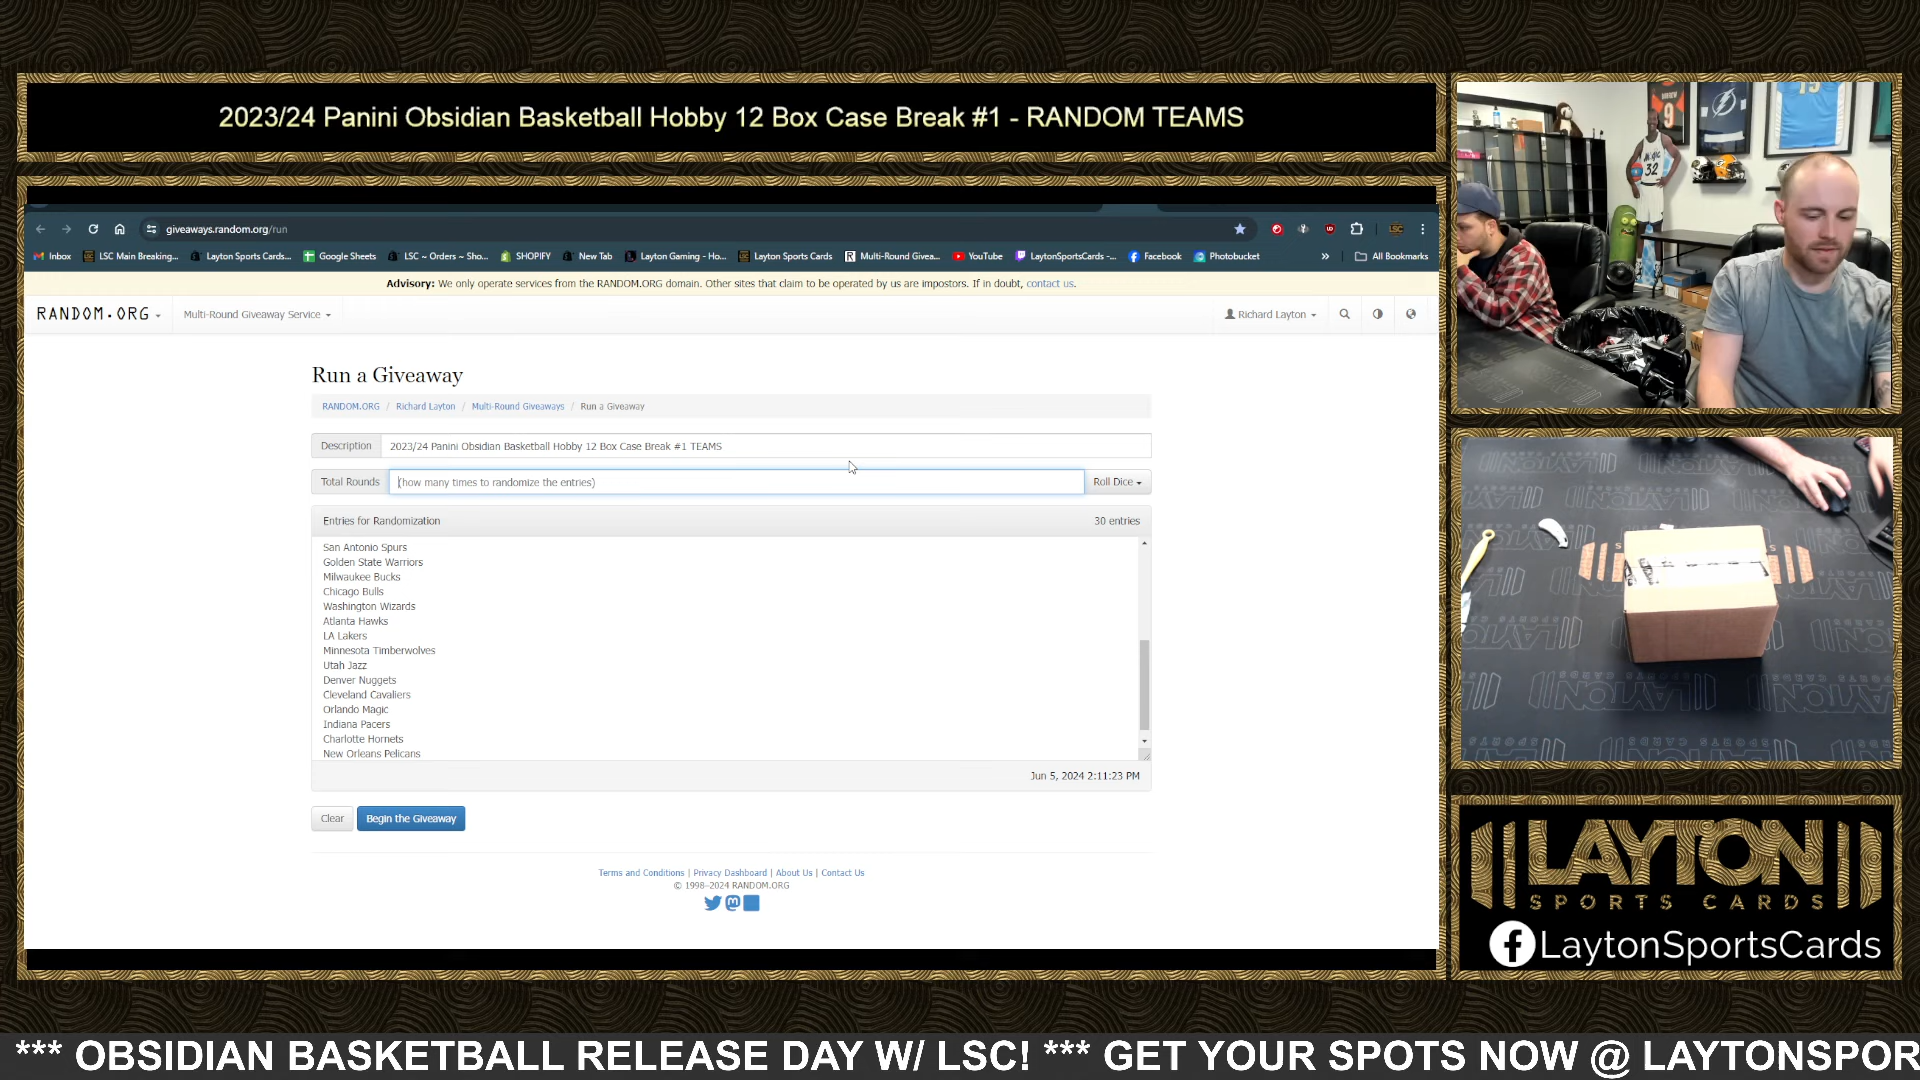 2023/24 Panini Obsidian Basketball Hobby 12 Box Case Break #1 - RANDOM TEAMS
giveaways.random.org/run
Inbox LSC Main Breaking... Layton Sports Cards... Google Sheets LSC ~ Orders ~ Sho... SHOPIFY New Tab Layton Gaming - Ho... Layton Sports Cards Multi-Round Givea... YouTube LaytonSportsCards -... Facebook Photobucket » All Bookmarks
Advisory: We only operate services from the RANDOM.ORG domain. Other sites that claim to be operated by us are impostors. If in doubt, contact us.
RANDOM.ORG Multi-Round Giveaway Service Richard Layton
Run a Giveaway
RANDOM.ORG / Richard Layton / Multi-Round Giveaways / Run a Giveaway
Description 2023/24 Panini Obsidian Basketball Hobby 12 Box Case Break #1 TEAMS
Total Rounds (how many times to randomize the entries) Roll Dice
Entries for Randomization 30 entries
San Antonio Spurs
Golden State Warriors
Milwaukee Bucks
Chicago Bulls
Washington Wizards
Atlanta Hawks
LA Lakers
Minnesota Timberwolves
Utah Jazz
Denver Nuggets
Cleveland Cavaliers
Orlando Magic
Indiana Pacers
Charlotte Hornets
New Orleans Pelicans
Jun 5, 2024 2:11:23 PM
Clear Begin the Giveaway
Terms and Conditions | Privacy Dashboard | About Us | Contact Us
© 1998–2024 RANDOM.ORG
9
15
Magic
32
LAYTON
SPORTS CARDS
LaytonSportsCards
*** OBSIDIAN BASKETBALL RELEASE DAY W/ LSC! *** GET YOUR SPOTS NOW @ LAYTONSPOR